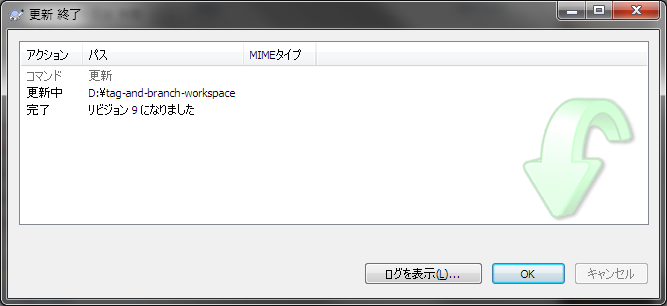 更新 終了
アクション パス MIMEタイプ
コマンド 更新
更新中 D:¥tag-and-branch-workspace
完了 リビジョン 9 になりました
ログを表示(L)... OK キャンセル